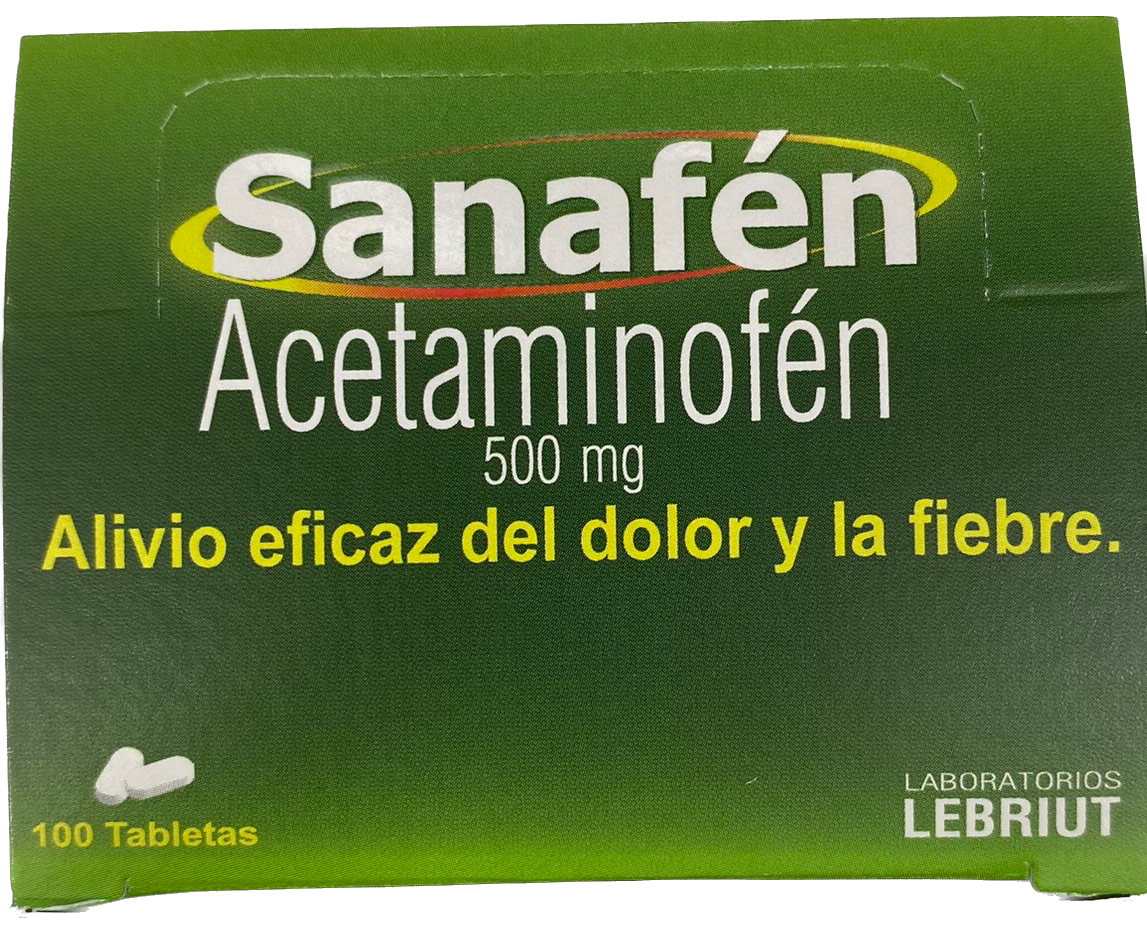 Sanafén
Acetaminofén
500 mg
Alivio eficaz del dolor y la fiebre.
100 Tabletas
LABORATORIOS
LEBRIUT